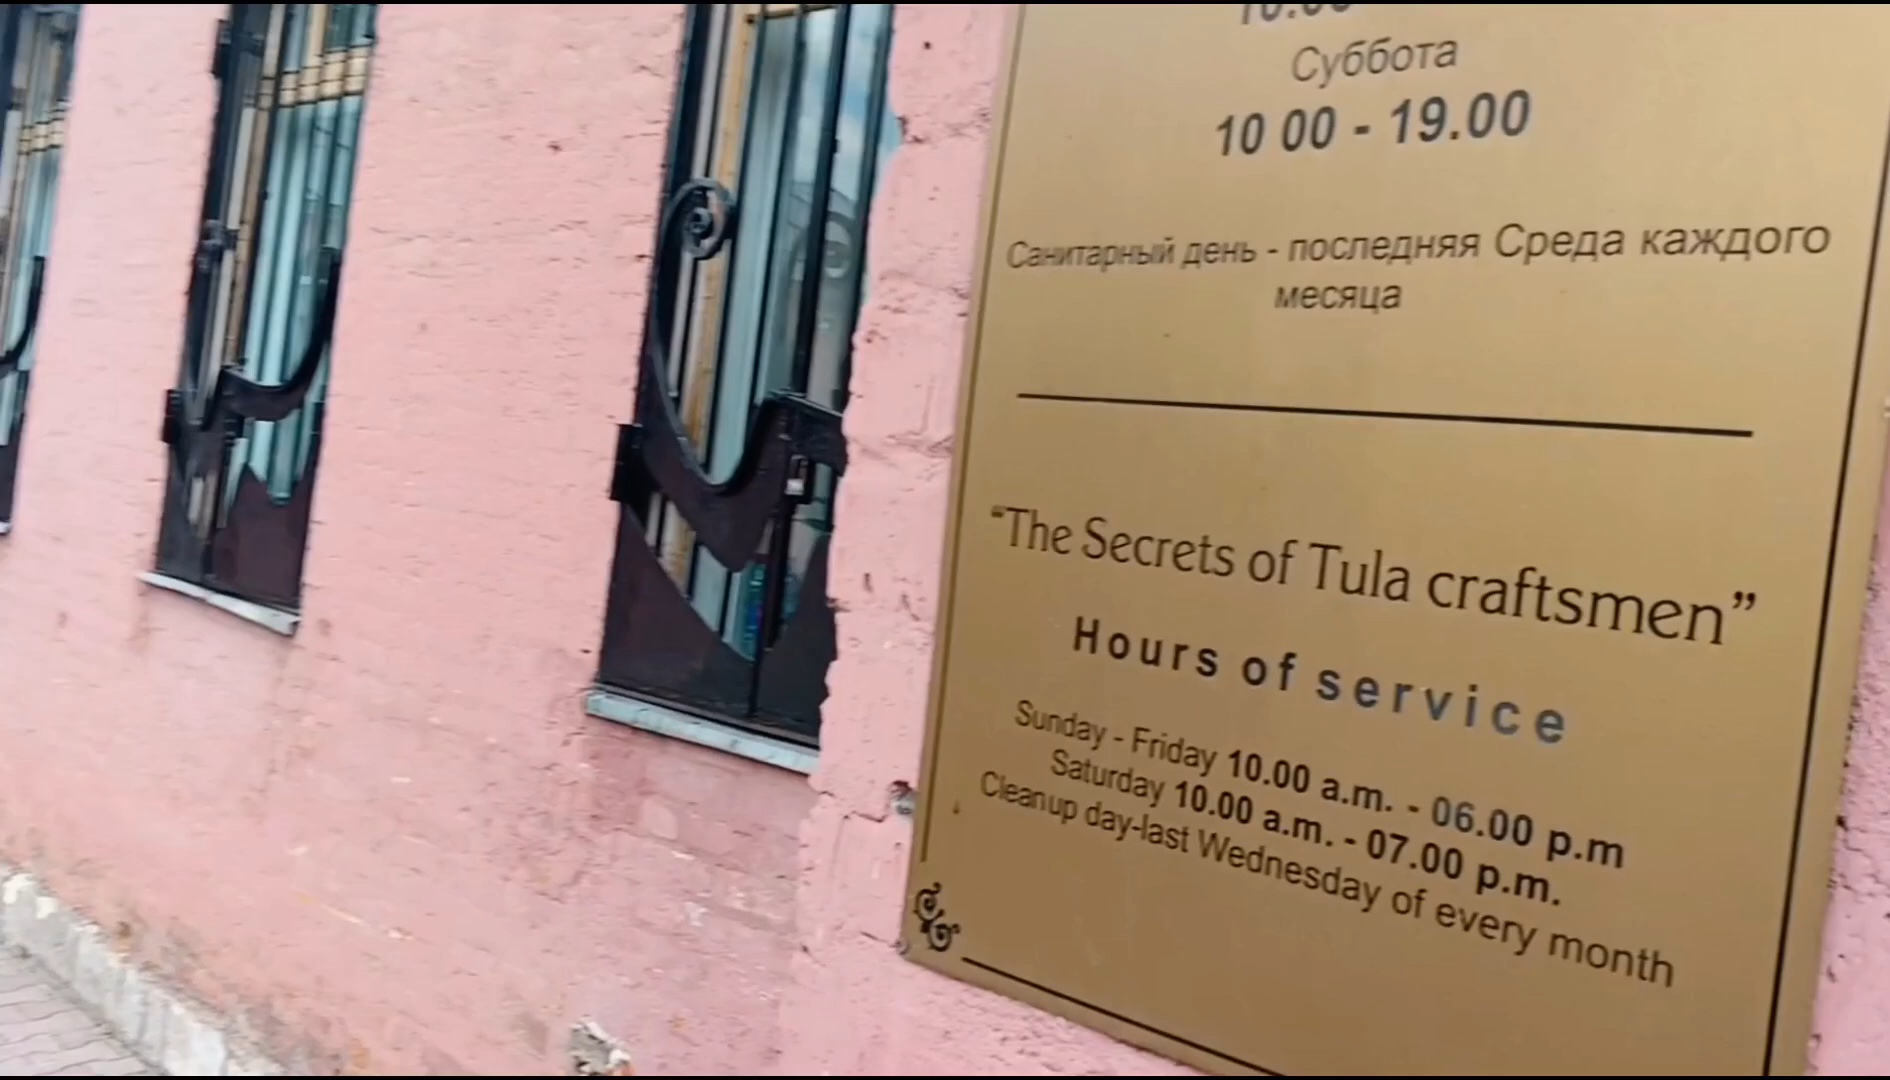 Суббота
10 00 - 19.00
Санитарный день - последняя Среда каждого
месяца
“The Secrets of Tula craftsmen”
Hours of service
Sunday - Friday 10.00 a.m. - 06.00 p.m
Saturday 10.00 a.m. - 07.00 p.m.
Cleanup day-last Wednesday of every month